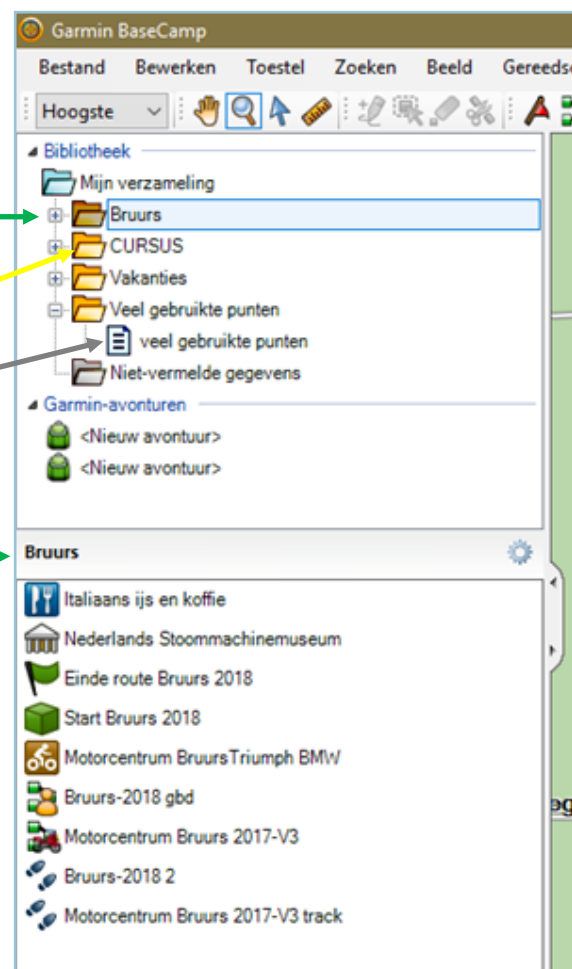 Garmin BaseCamp
Bestand Bewerken Toestel Zoeken Beeld
Hoogste
Bibliotheek
Mijn verzameling
Bruurs
CURSUS
Vakanties
Veel gebruikte punten
veel gebruikte punten
Niet-vermelde gegevens
Garmin-avonturen
<Nieuw avontuur>
<Nieuw avontuur>
Bruurs
Italiaans ijs en koffie
Nederlands Stoommachinemuseum
Einde route Bruurs 2018
Start Bruurs 2018
Motorcentrum BruursTriumph BMW
Bruurs-2018 gbd
Motorcentrum Bruurs 2017-V3
Bruurs-2018 2
Motorcentrum Bruurs 2017-V3 track